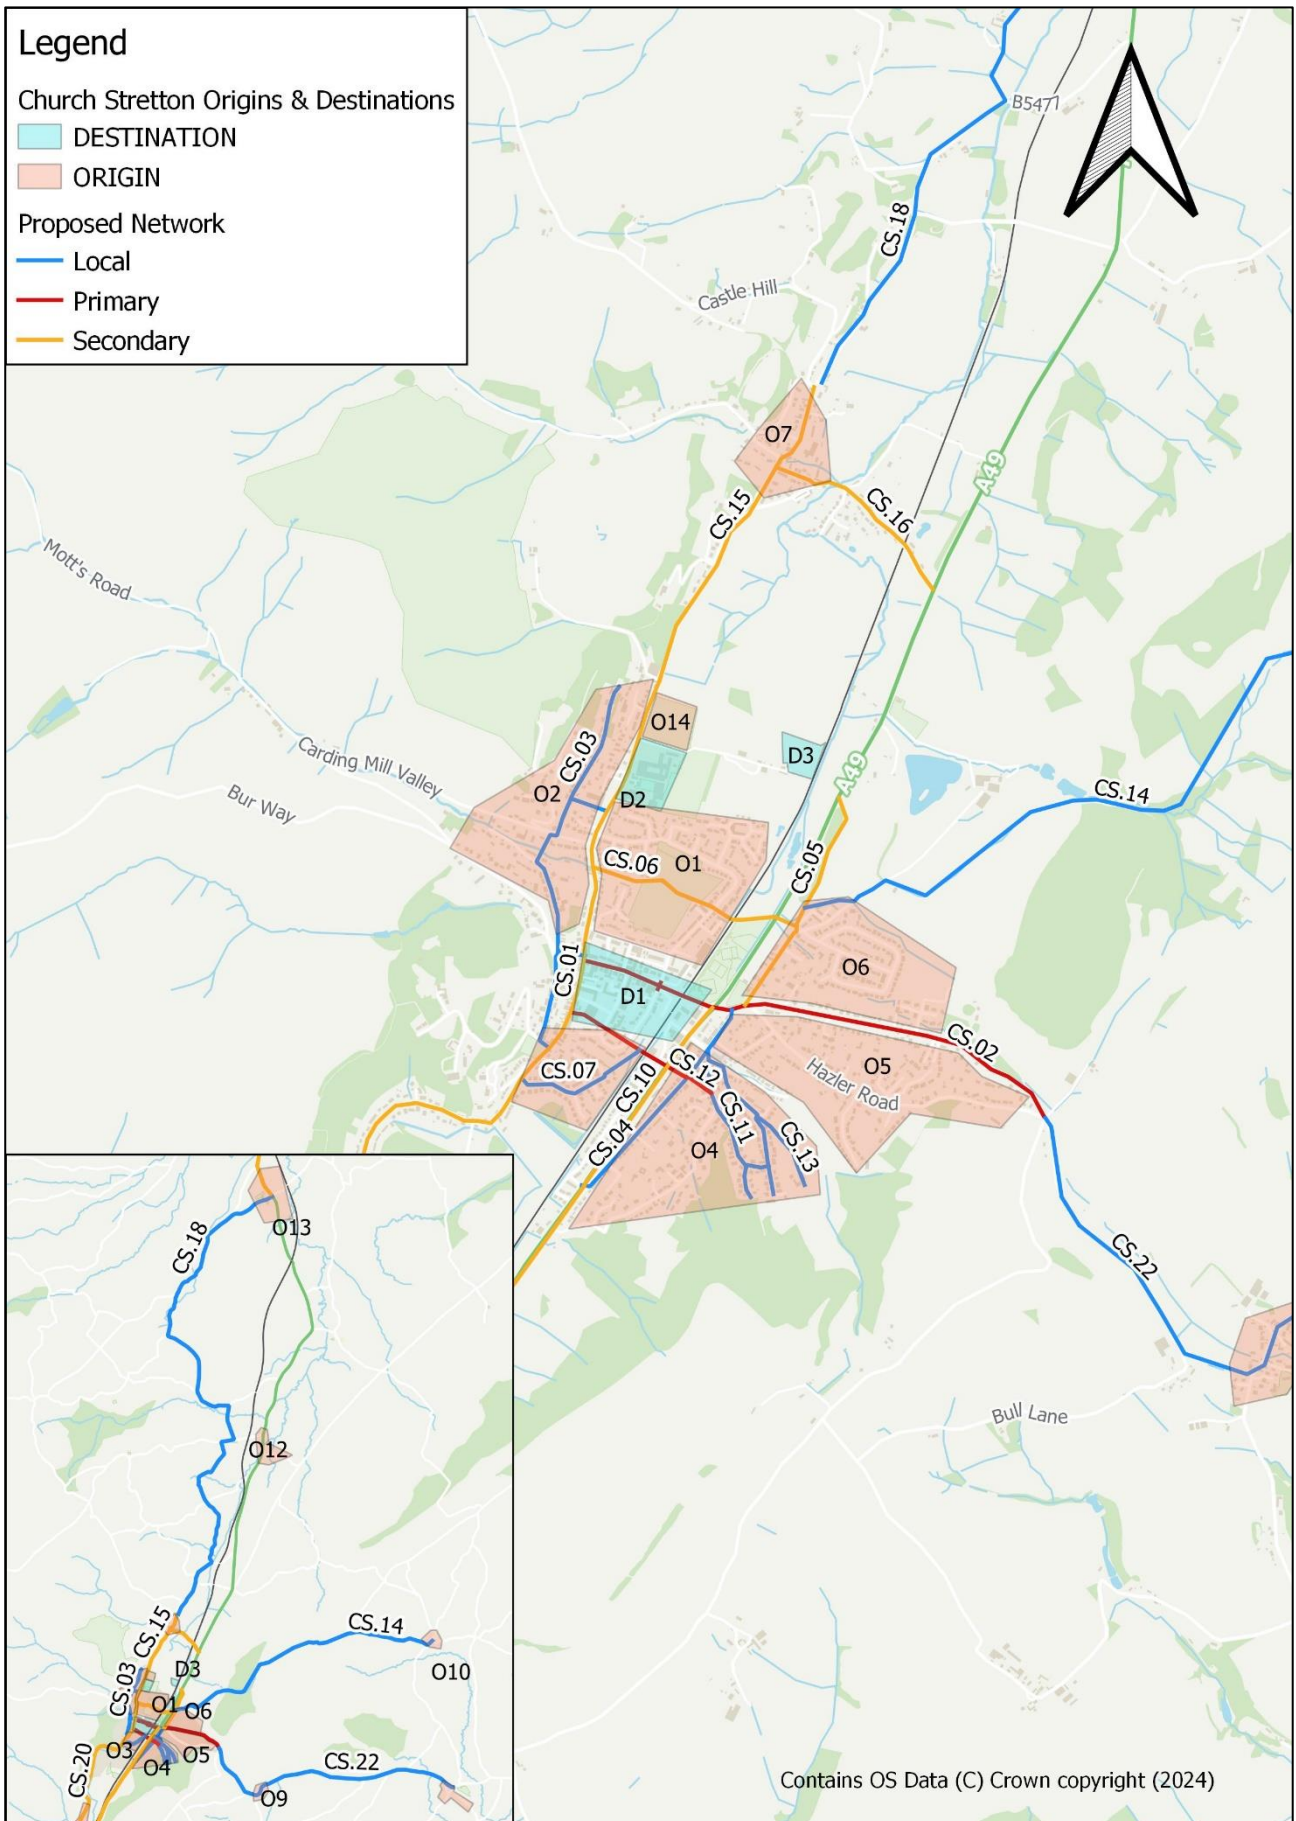 Legend
Church Stretton Origins & Destinations
DESTINATION
ORIGIN
Proposed Network
Local
Primary
Secondary
B5477
CS.18
Castle Hill
O7
A49
CS.15
CS.16
Mott's Road
O14
CS.03
D3
Carding Mill Valley
A49
O2
D2
CS.14
Bur Way
CS.06
O1
CS.05
CS.01
O6
D1
CS.02
CS.07
CS.12
O5
CS.10
Hazler Road
CS.11
CS.04
O4
CS.13
CS.22
Bull Lane
O13
CS.18
O12
CS.15
CS.14
D3
O10
CS.03
O1
O6
O3
O5
O4
CS.22
CS.20
O9
Contains OS Data (C) Crown copyright (2024)